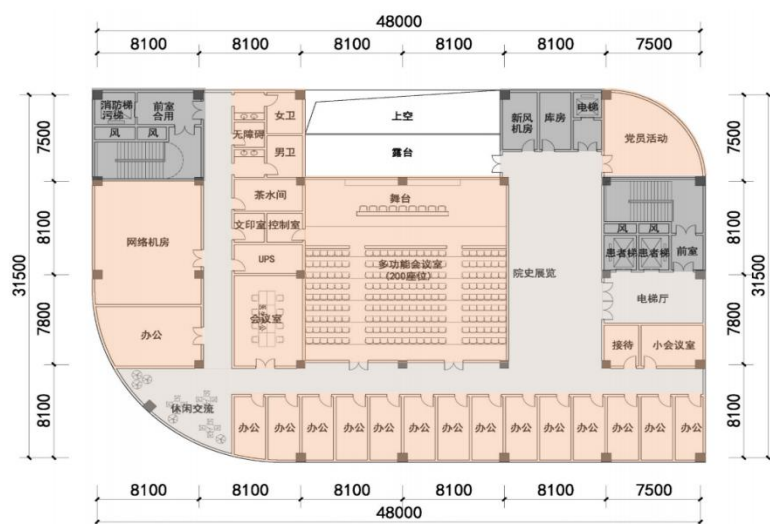 48000
8100 8100 8100 8100 8100 7500
31500
7500
8100
7800
8100
消防梯
污梯
前室
合用
风 风
女卫
无障碍
男卫
上空
露台
新风
机房
库房
电梯
党员活动
茶水间
文印室
控制室
UPS
网络机房
舞台
多功能会议室
(200座位)
院史展览
风 风
患者梯
患者梯
前室
电梯厅
会议室
办公
接待
小会议室
休闲交流
办公 办公 办公 办公 办公 办公 办公 办公 办公 办公 办公 办公 办公 办公
7500
8100
7800
8100
31500
8100 8100 8100 8100 8100 7500
48000